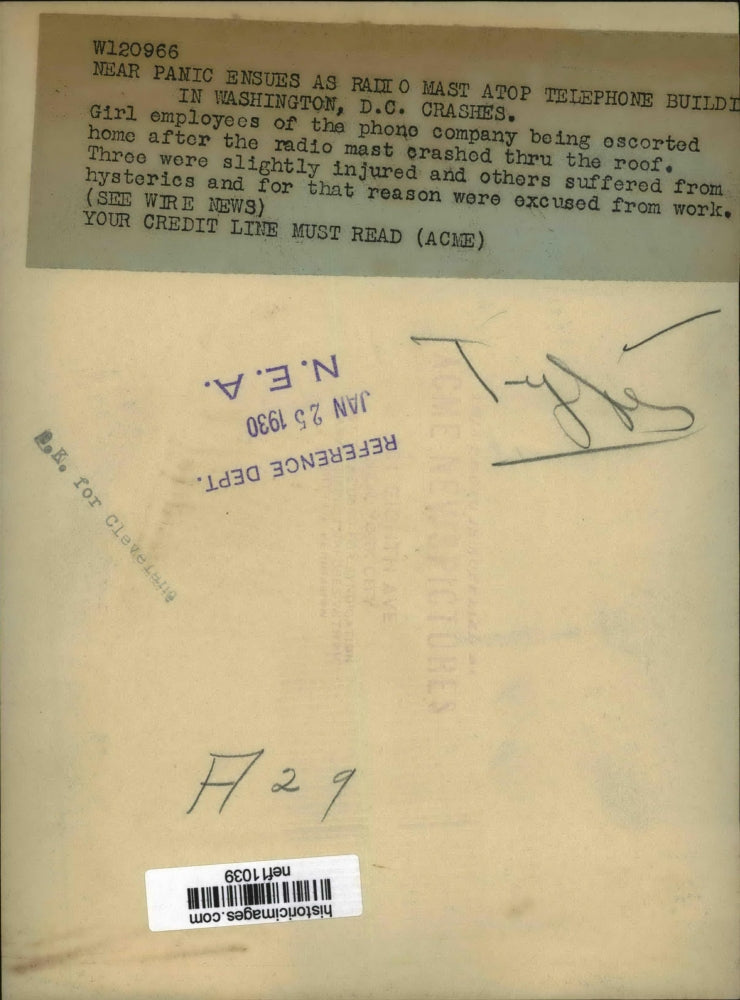 W120966
NEAR PANIC ENSUES AS RADIO MAST ATOP TELEPHONE BUILDI
IN WASHINGTON, D.C. CRASHES.
Girl employees of the phone company being escorted
home after the radio mast crashed thru the roof.
Three were slightly injured and others suffered from
hysterics and for that reason were excused from work.
(SEE WIRE NEWS)
YOUR CREDIT LINE MUST READ (ACME)
REFERENCE DEPT.
JAN 25 1930
N.E.A.
O.K. for Cleveland
ACME NEWSPICTURES
A 29
historicimages.com
nef11039